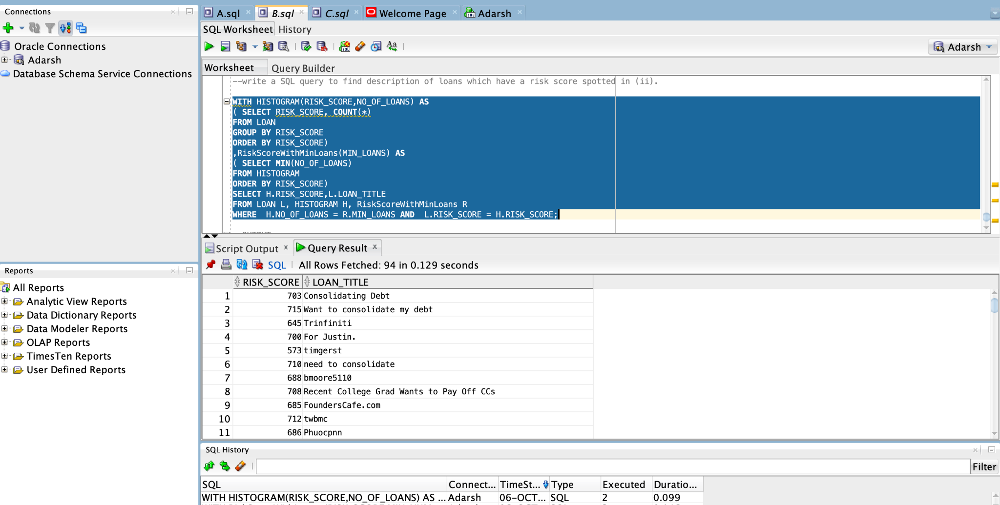 Connections
Oracle Connections
Adarsh
Database Schema Service Connections
Reports
All Reports
Analytic View Reports
Data Dictionary Reports
Data Modeler Reports
OLAP Reports
TimesTen Reports
User Defined Reports
A.sql B.sql C.sql Welcome Page Adarsh
SQL Worksheet History
Adarsh
Worksheet Query Builder
--write a SQL query to find description of loans which have a risk score spotted in (ii).
WITH HISTOGRAM(RISK_SCORE,NO_OF_LOANS) AS
( SELECT RISK_SCORE, COUNT(*)
FROM LOAN
GROUP BY RISK_SCORE
ORDER BY RISK_SCORE)
,RiskScoreWithMinLoans(MIN_LOANS) AS
( SELECT MIN(NO_OF_LOANS)
FROM HISTOGRAM
ORDER BY RISK_SCORE)
SELECT H.RISK_SCORE,L.LOAN_TITLE
FROM LOAN L, HISTOGRAM H, RiskScoreWithMinLoans R
WHERE  H.NO_OF_LOANS = R.MIN_LOANS AND  L.RISK_SCORE = H.RISK_SCORE;
Script Output Query Result
SQL All Rows Fetched: 94 in 0.129 seconds
RISK_SCORE LOAN_TITLE
1 703 Consolidating Debt
2 715 Want to consolidate my debt
3 645 Trinfiniti
4 700 For Justin.
5 573 timgerst
6 710 need to consolidate
7 688 bmoore5110
8 708 Recent College Grad Wants to Pay Off CCs
9 685 FoundersCafe.com
10 712 twbmc
11 686 Phuocpnn
SQL History
Filter
SQL Connect... TimeSt... Type Executed Duratio...
WITH HISTOGRAM(RISK_SCORE,NO_OF_LOANS) AS ... Adarsh 06-OCT... SQL 2 0.099